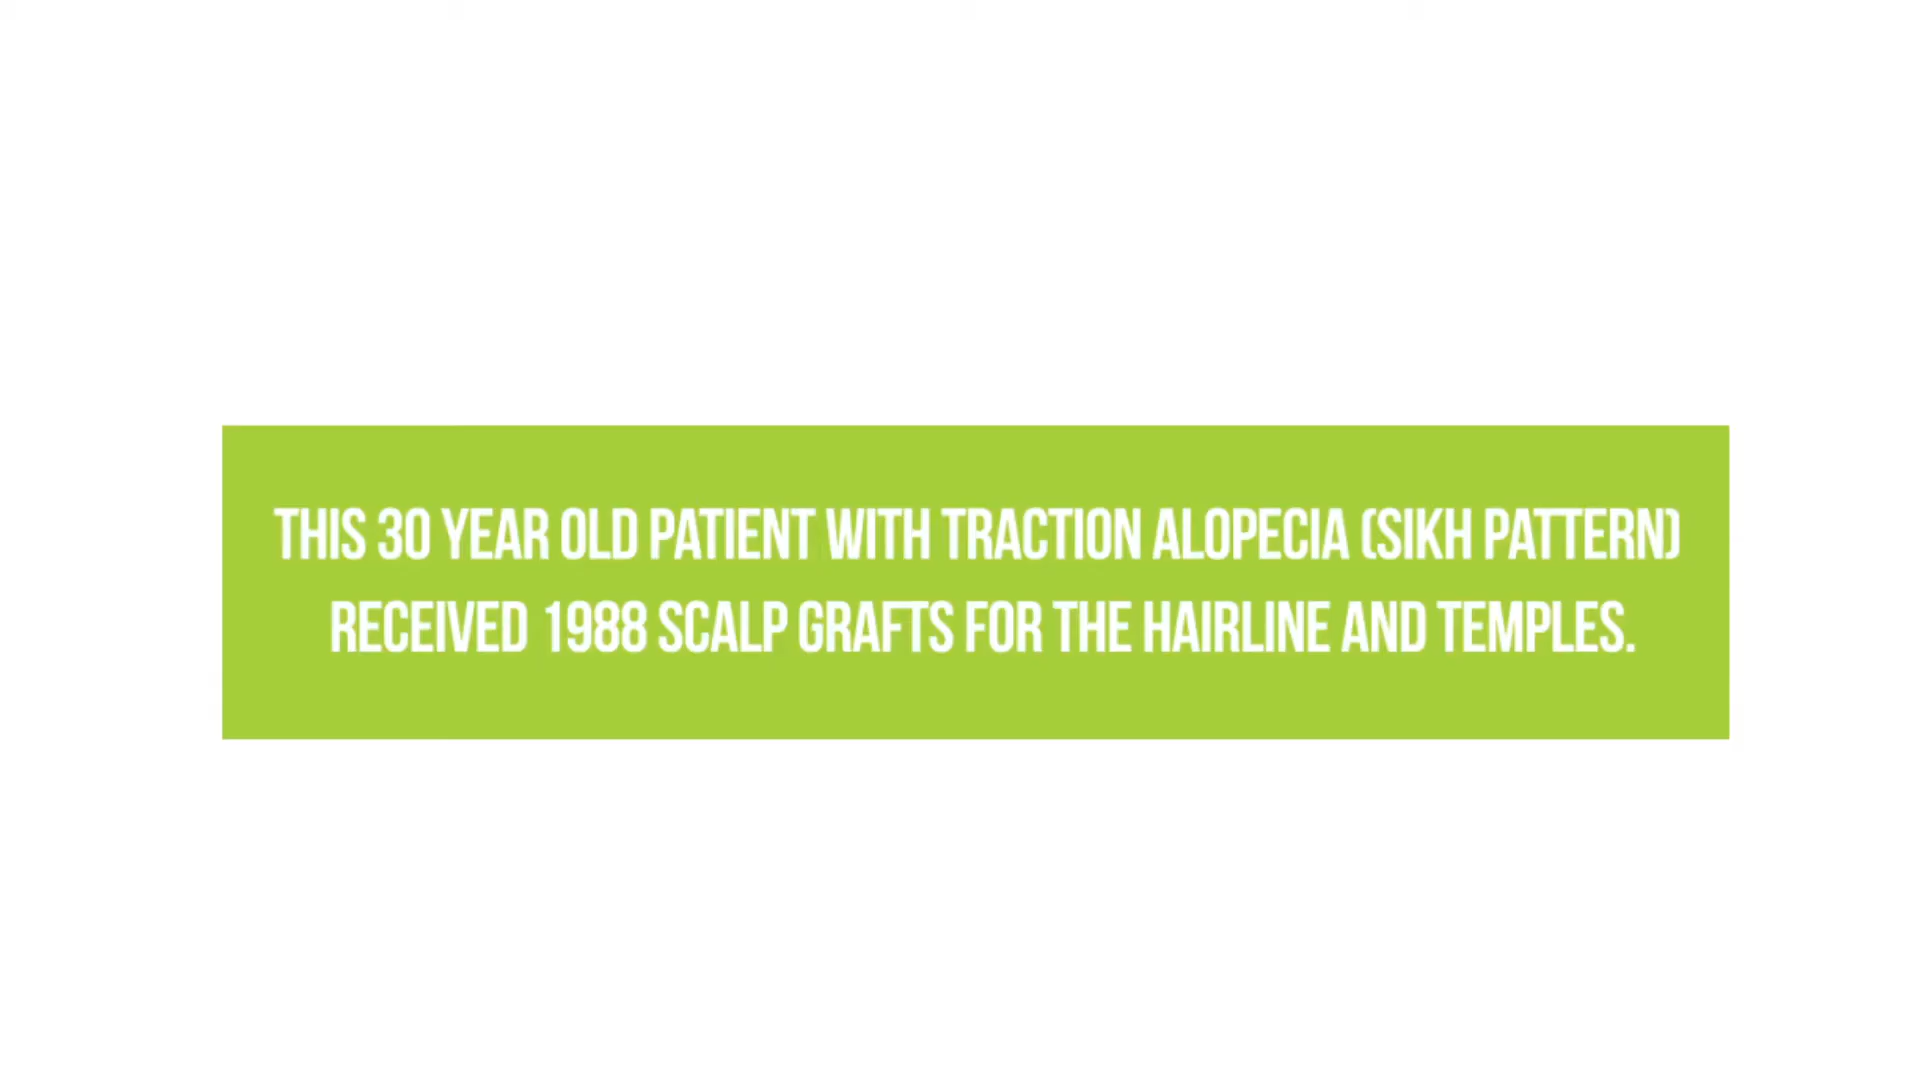 THIS 30 YEAR OLD PATIENT WITH TRACTION ALOPECIA (SIKH PATTERN)
RECEIVED 1988 SCALP GRAFTS FOR THE HAIRLINE AND TEMPLES.